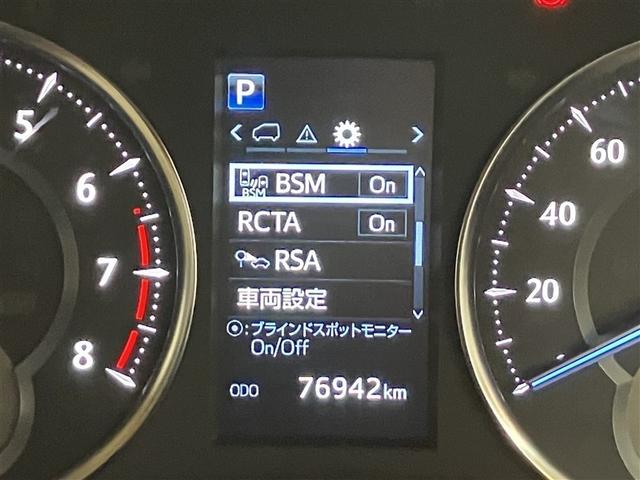 P
BSM BSM On
RCTA On
RSA
車両設定
:ブラインドスポットモニター
On/Off
ODO 76942km
5
6
7
8
60
40
20